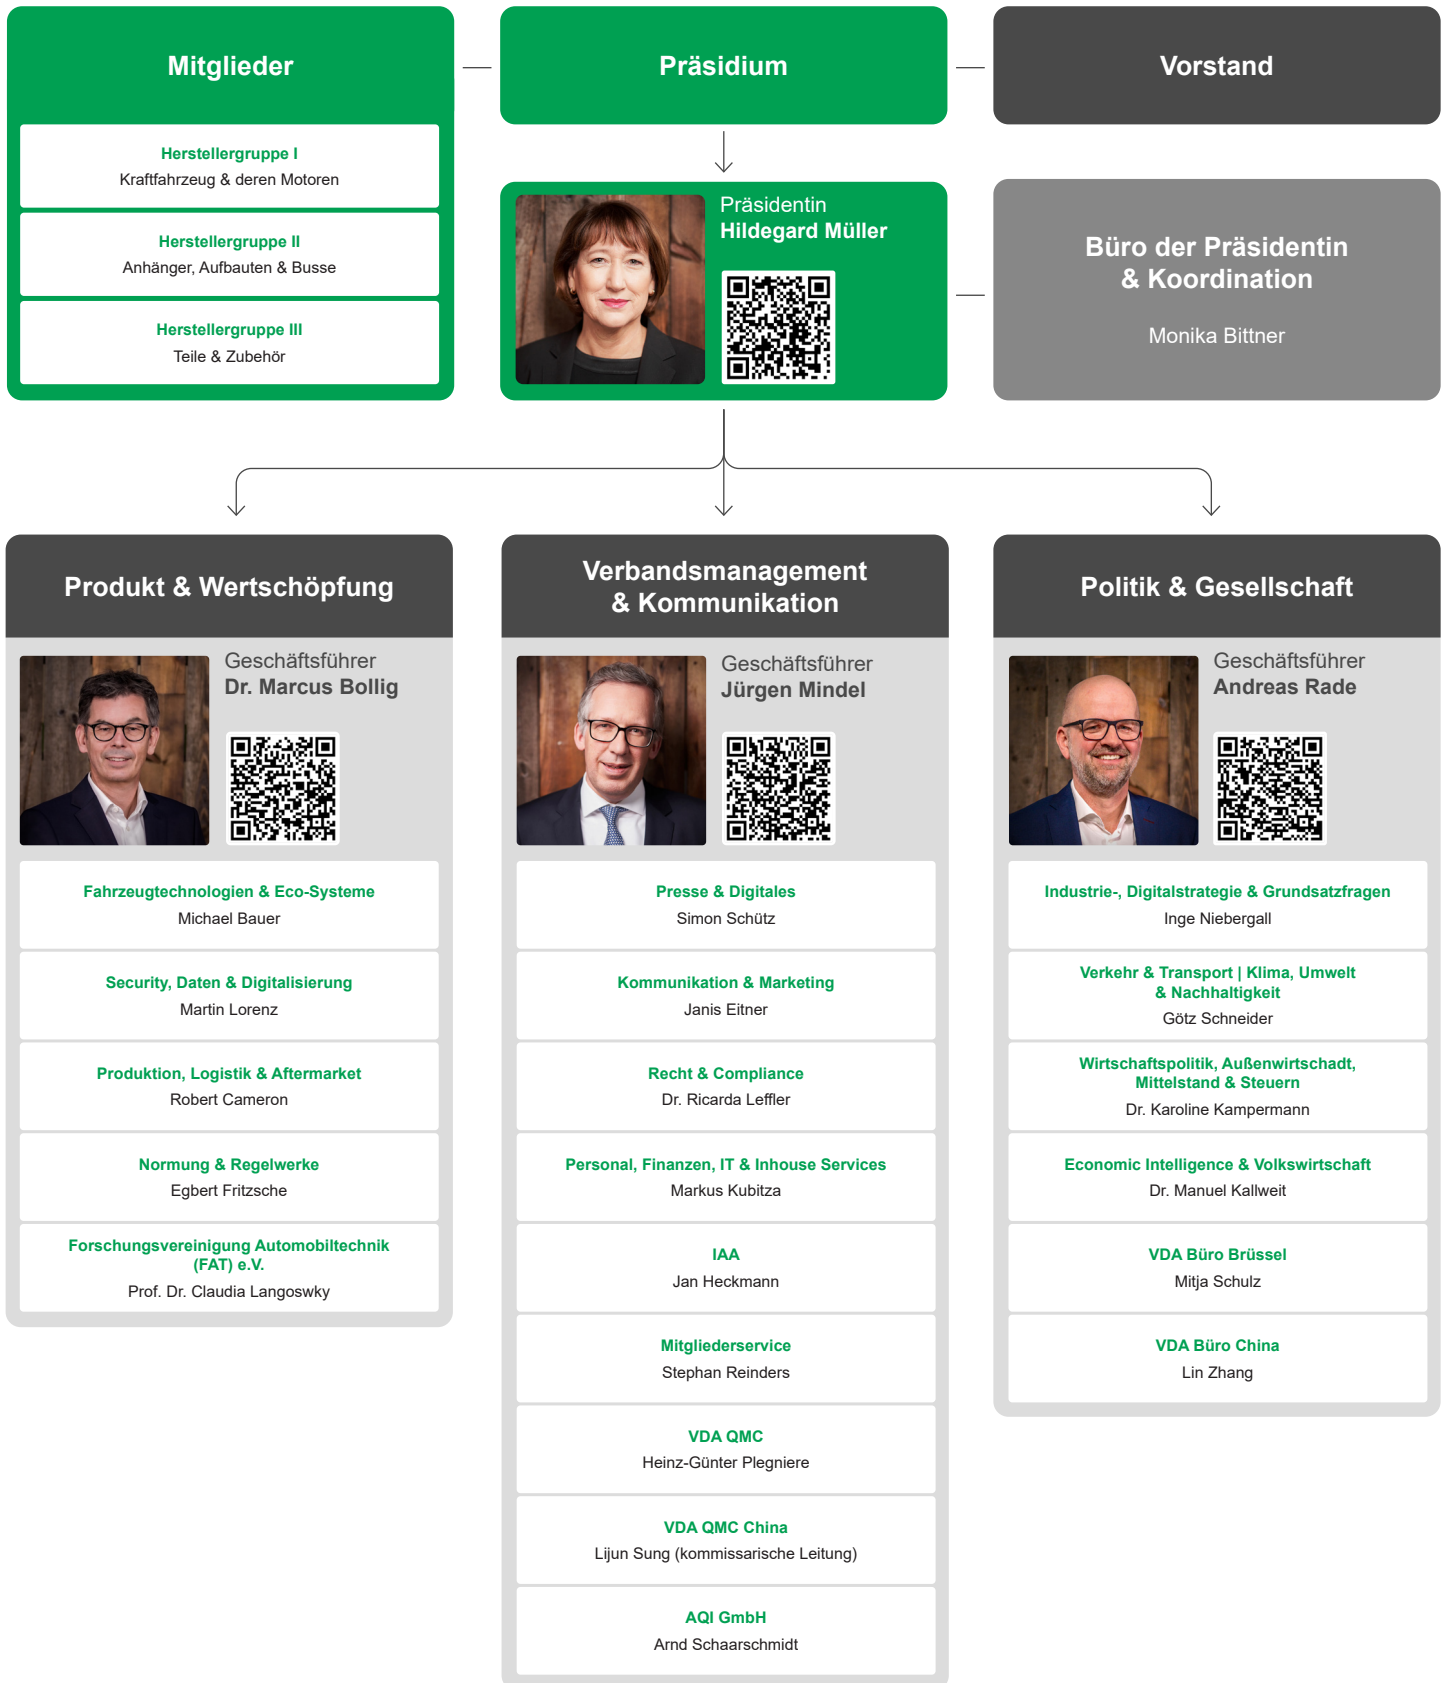 Mitglieder
Herstellergruppe I
Kraftfahrzeug & deren Motoren
Herstellergruppe II
Anhänger, Aufbauten & Busse
Herstellergruppe III
Teile & Zubehör
Präsidium
Vorstand
Präsidentin
Hildegard Müller
Büro der Präsidentin
& Koordination
Monika Bittner
Produkt & Wertschöpfung
Geschäftsführer
Dr. Marcus Bollig
Fahrzeugtechnologien & Eco-Systeme
Michael Bauer
Security, Daten & Digitalisierung
Martin Lorenz
Produktion, Logistik & Aftermarket
Robert Cameron
Normung & Regelwerke
Egbert Fritzsche
Forschungsvereinigung Automobiltechnik
(FAT) e.V.
Prof. Dr. Claudia Langoswky
Verbandsmanagement
& Kommunikation
Geschäftsführer
Jürgen Mindel
Presse & Digitales
Simon Schütz
Kommunikation & Marketing
Janis Eitner
Recht & Compliance
Dr. Ricarda Leffler
Personal, Finanzen, IT & Inhouse Services
Markus Kubitza
IAA
Jan Heckmann
Mitgliederservice
Stephan Reinders
VDA QMC
Heinz-Günter Plegniere
VDA QMC China
Lijun Sung (kommissarische Leitung)
AQI GmbH
Arnd Schaarschmidt
Politik & Gesellschaft
Geschäftsführer
Andreas Rade
Industrie-, Digitalstrategie & Grundsatzfragen
Inge Niebergall
Verkehr & Transport | Klima, Umwelt
& Nachhaltigkeit
Götz Schneider
Wirtschaftspolitik, Außenwirtschadt,
Mittelstand & Steuern
Dr. Karoline Kampermann
Economic Intelligence & Volkswirtschaft
Dr. Manuel Kallweit
VDA Büro Brüssel
Mitja Schulz
VDA Büro China
Lin Zhang